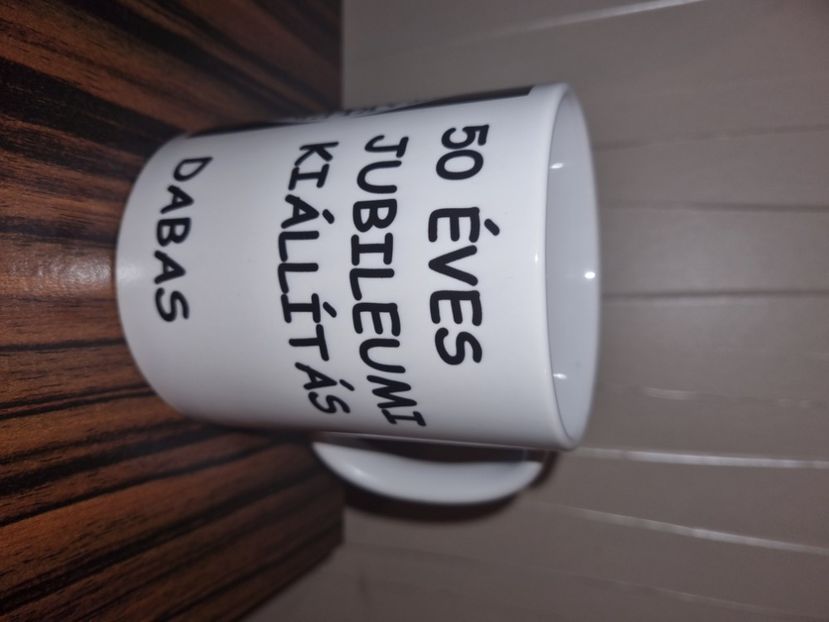 50 ÉVES
JUBILEUMI
KIÁLLÍTÁS
DABAS